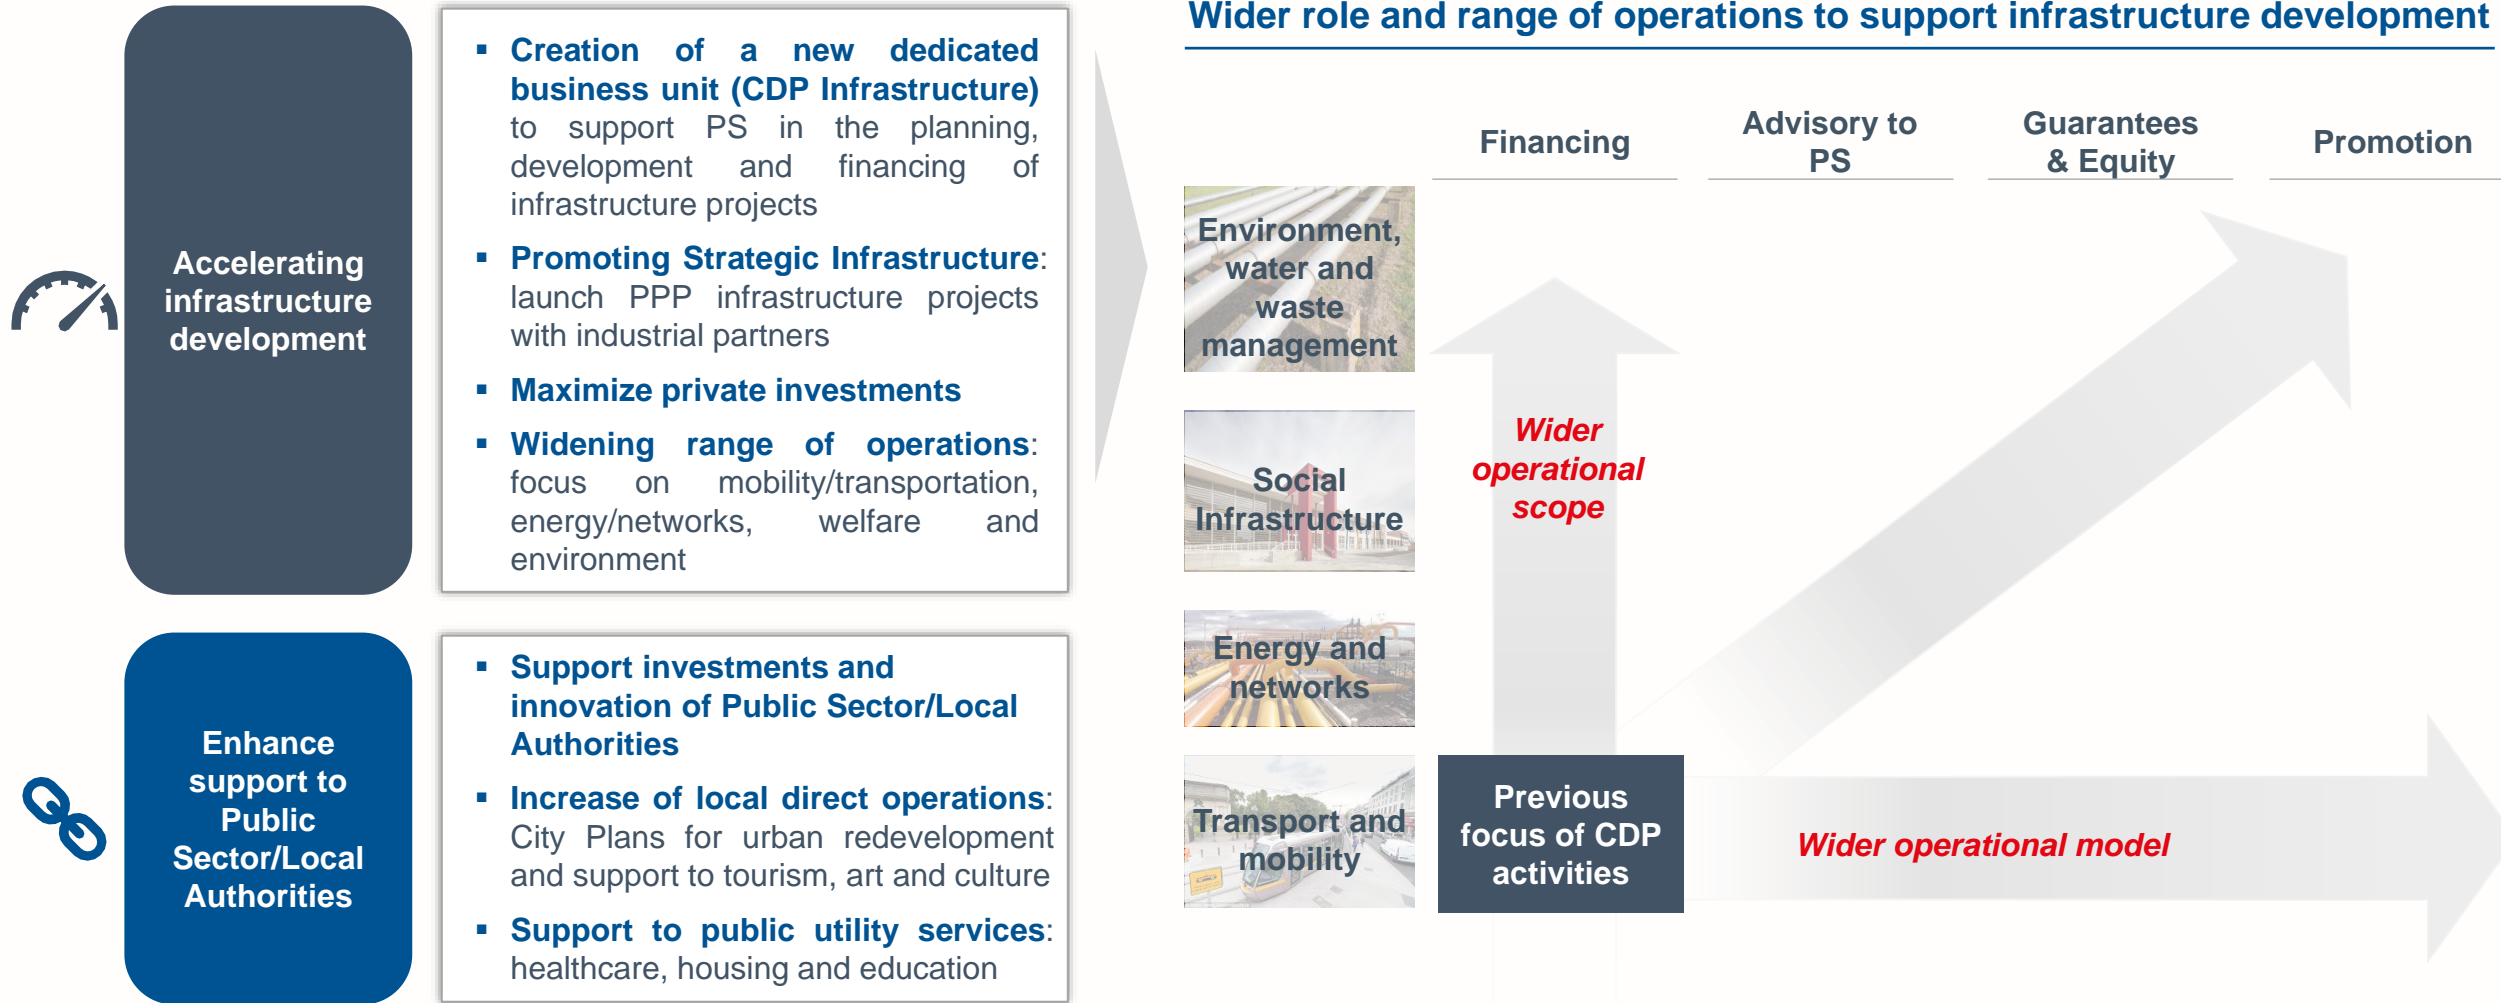 Accelerating
infrastructure
development
▪ Creation of a new dedicated
business unit (CDP Infrastructure)
to support PS in the planning,
development and financing of
infrastructure projects
▪ Promoting Strategic Infrastructure:
launch PPP infrastructure projects
with industrial partners
▪ Maximize private investments
▪ Widening range of operations:
focus on mobility/transportation,
energy/networks, welfare and
environment
Enhance
support to
Public
Sector/Local
Authorities
▪ Support investments and
innovation of Public Sector/Local
Authorities
▪ Increase of local direct operations:
City Plans for urban redevelopment
and support to tourism, art and culture
▪ Support to public utility services:
healthcare, housing and education
Wider role and range of operations to support infrastructure development
Financing
Advisory to
PS
Guarantees
& Equity
Promotion
Environment,
water and
waste
management
Social
Infrastructure
Energy and
networks
Transport and
mobility
Wider
operational
scope
Previous
focus of CDP
activities
Wider operational model